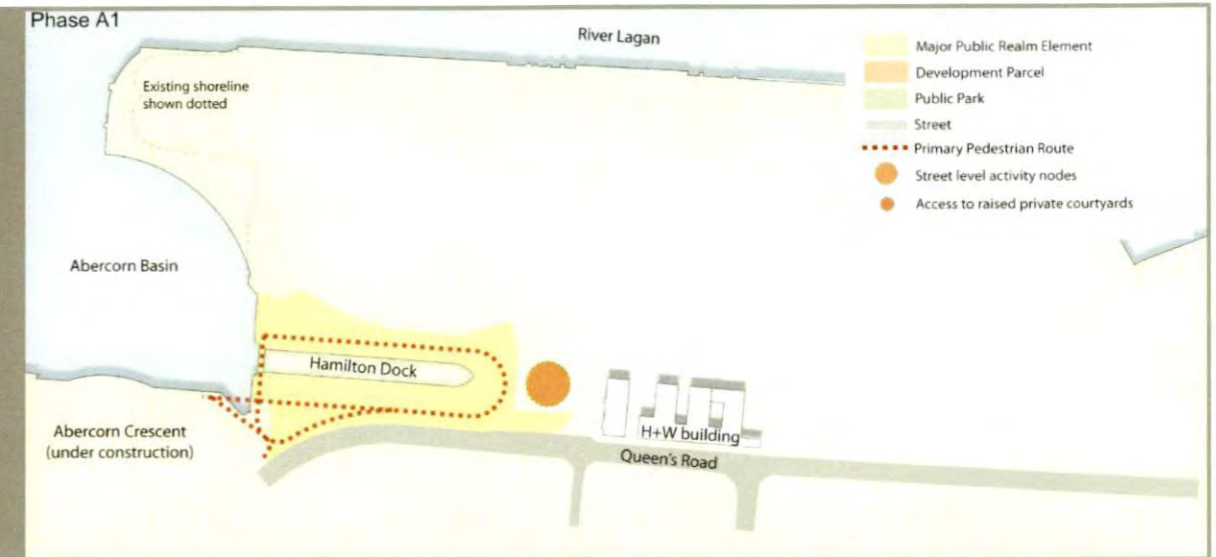 Phase A1
River Lagan
Existing shoreline
shown dotted
Major Public Realm Element
Development Parcel
Public Park
Street
Primary Pedestrian Route
Street level activity nodes
Access to raised private courtyards
Abercorn Basin
Hamilton Dock
Abercorn Crescent
(under construction)
H+W building
Queen's Road